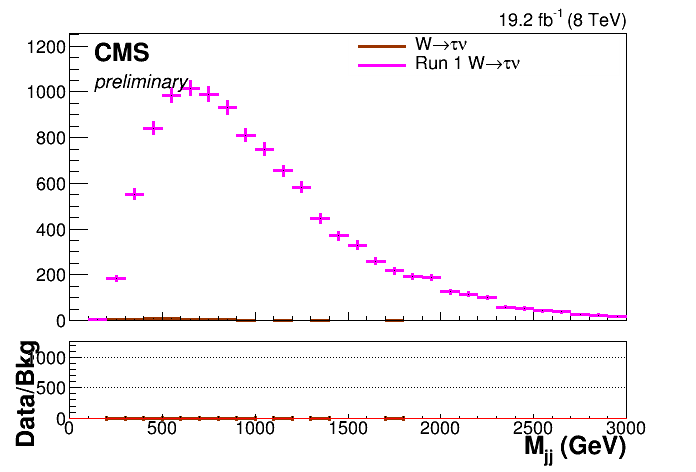 19.2 fb⁻¹ (8 TeV)
CMS
preliminary
W→τν
Run 1 W→τν
1200
1000
800
600
400
200
0
Data/Bkg
1000
500
0
0 500 1000 1500 2000 2500 3000
Mjj (GeV)